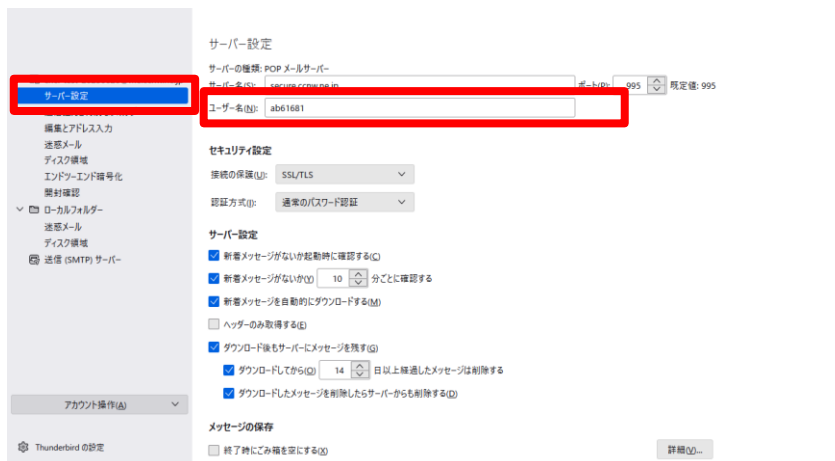 サーバー設定
サーバーの種類: POP メールサーバー
サーバー名(S): secure.ccnw.ne.jp ポート(P): 995 既定値: 995
サーバー設定
ユーザー名(N): ab61681
編集とアドレス入力
迷惑メール
ディスク領域
エンドツーエンド暗号化
開封確認
ローカルフォルダー
迷惑メール
ディスク領域
送信 (SMTP) サーバー
アカウント操作(A)
Thunderbird の設定
セキュリティ設定
接続の保護(U): SSL/TLS
認証方式(I): 通常のパスワード認証
サーバー設定
新着メッセージがないか起動時に確認する(C)
新着メッセージがないか(Y) 10 分ごとに確認する
新着メッセージを自動的にダウンロードする(M)
ヘッダーのみ取得する(E)
ダウンロード後もサーバーにメッセージを残す(G)
ダウンロードしてから(O) 14 日以上経過したメッセージは削除する
ダウンロードしたメッセージを削除したらサーバーからも削除する(D)
メッセージの保存
終了時にごみ箱を空にする(X)
詳細(V)...